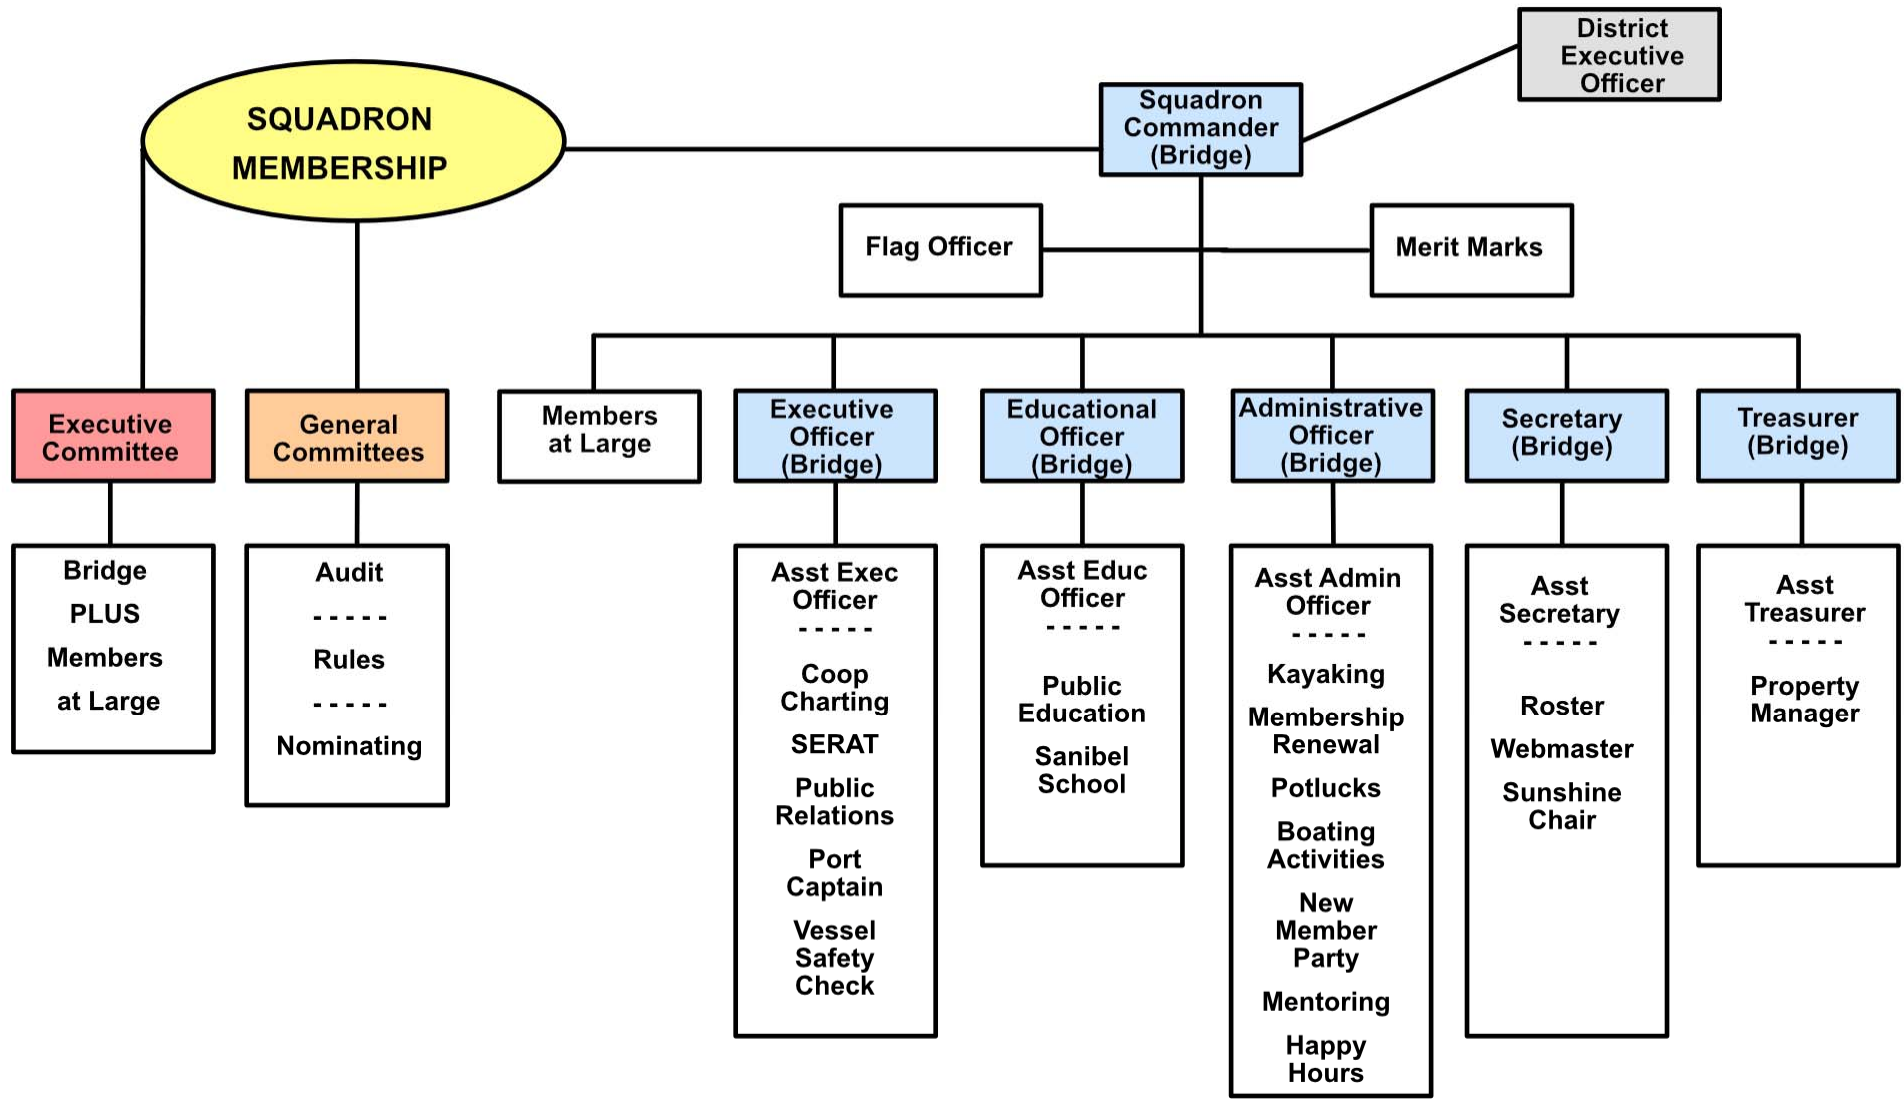 District
Executive
Officer
SQUADRON
MEMBERSHIP
Squadron
Commander
(Bridge)
Flag Officer
Merit Marks
Executive
Committee
General
Committees
Members
at Large
Executive
Officer
(Bridge)
Educational
Officer
(Bridge)
Administrative
Officer
(Bridge)
Secretary
(Bridge)
Treasurer
(Bridge)
Bridge
PLUS
Members
at Large
Audit
- - - - -
Rules
- - - - -
Nominating
Asst Exec
Officer
- - - - -
Coop
Charting
SERAT
Public
Relations
Port
Captain
Vessel
Safety
Check
Asst Educ
Officer
- - - - -
Public
Education
Sanibel
School
Asst Admin
Officer
- - - - -
Kayaking
Membership
Renewal
Potlucks
Boating
Activities
New
Member
Party
Mentoring
Happy
Hours
Asst
Secretary
- - - - -
Roster
Webmaster
Sunshine
Chair
Asst
Treasurer
- - - - -
Property
Manager